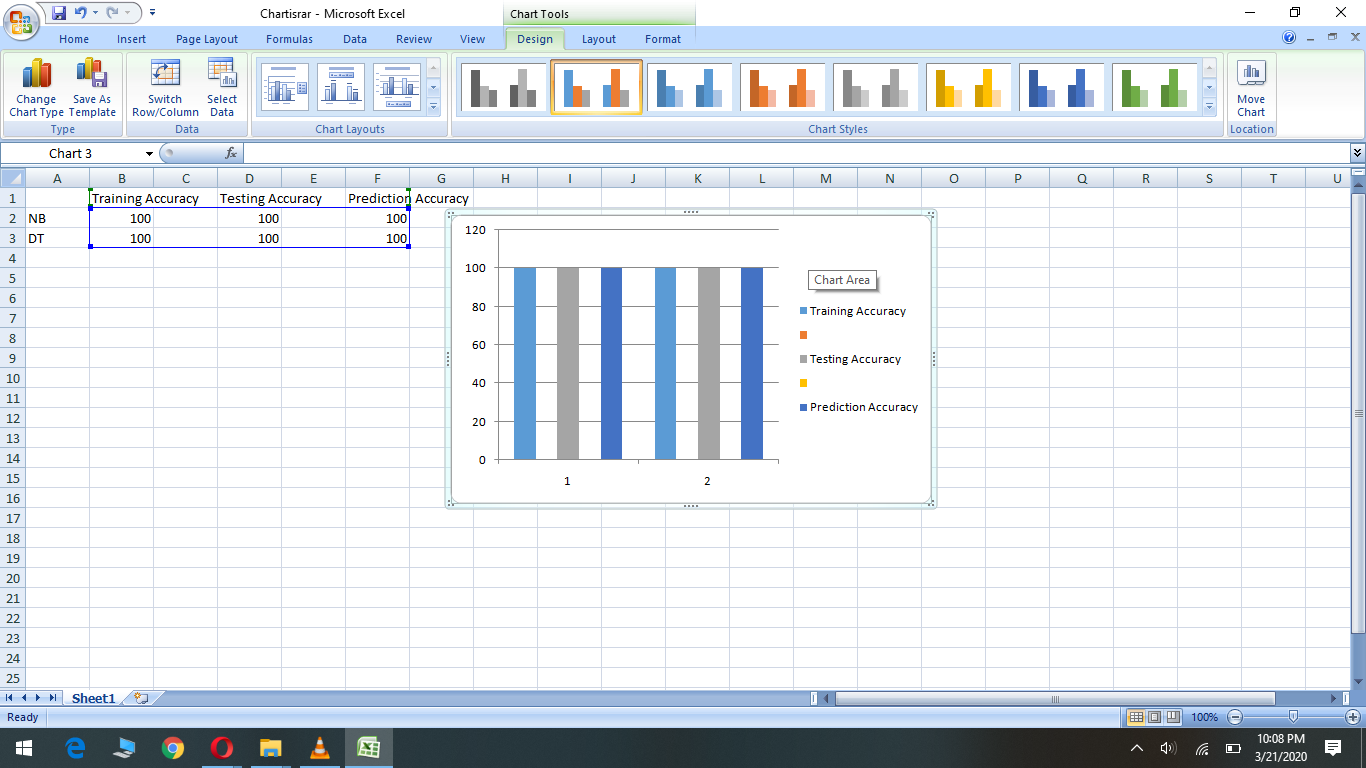 Chartisrar - Microsoft Excel
Chart Tools
Home Insert Page Layout Formulas Data Review View Design Layout Format
Change Chart Type
Save As Template
Switch Row/Column
Select Data
Move Chart
Type Data Chart Layouts Chart Styles Location
Chart 3 fx
A B C D E F G H I J K L M N O P Q R S T U
1 Training Accuracy Testing Accuracy Prediction Accuracy
2 NB 100 100 100
3 DT 100 100 100
4
5
6
7
8
9
10
11
12
13
14
15
16
17
18
19
20
21
22
23
24
25
120
100
80
60
40
20
0
1 2
Chart Area
Training Accuracy
Testing Accuracy
Prediction Accuracy
Sheet1
Ready 100%
10:08 PM
3/21/2020